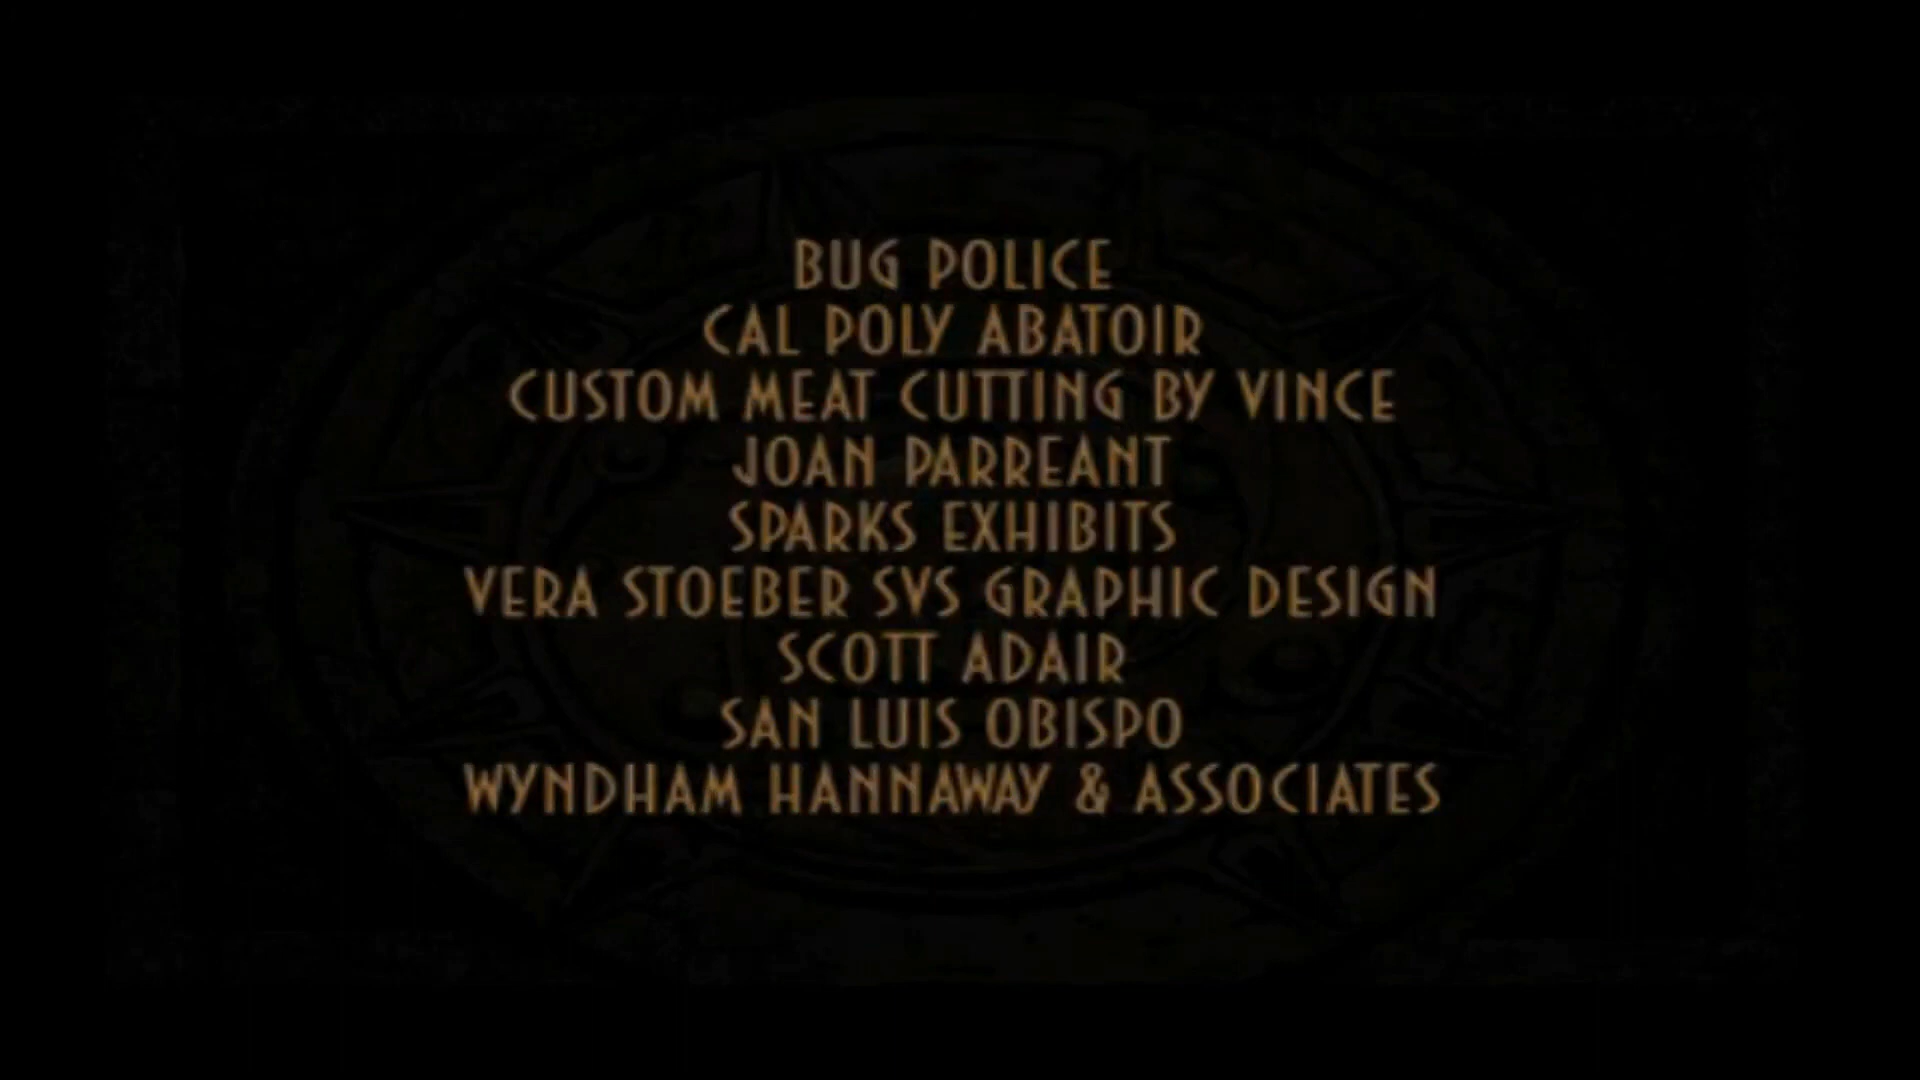 BUG POLICE
CAL POLY ABATOIR
CUSTOM MEAT CUTTING BY VINCE
JOAN PARREANT
SPARKS EXHIBITS
VERA STOEBER SVS GRAPHIC DESIGN
SCOTT ADAIR
SAN LUIS OBISPO
WYNDHAM HANNAWAY & ASSOCIATES